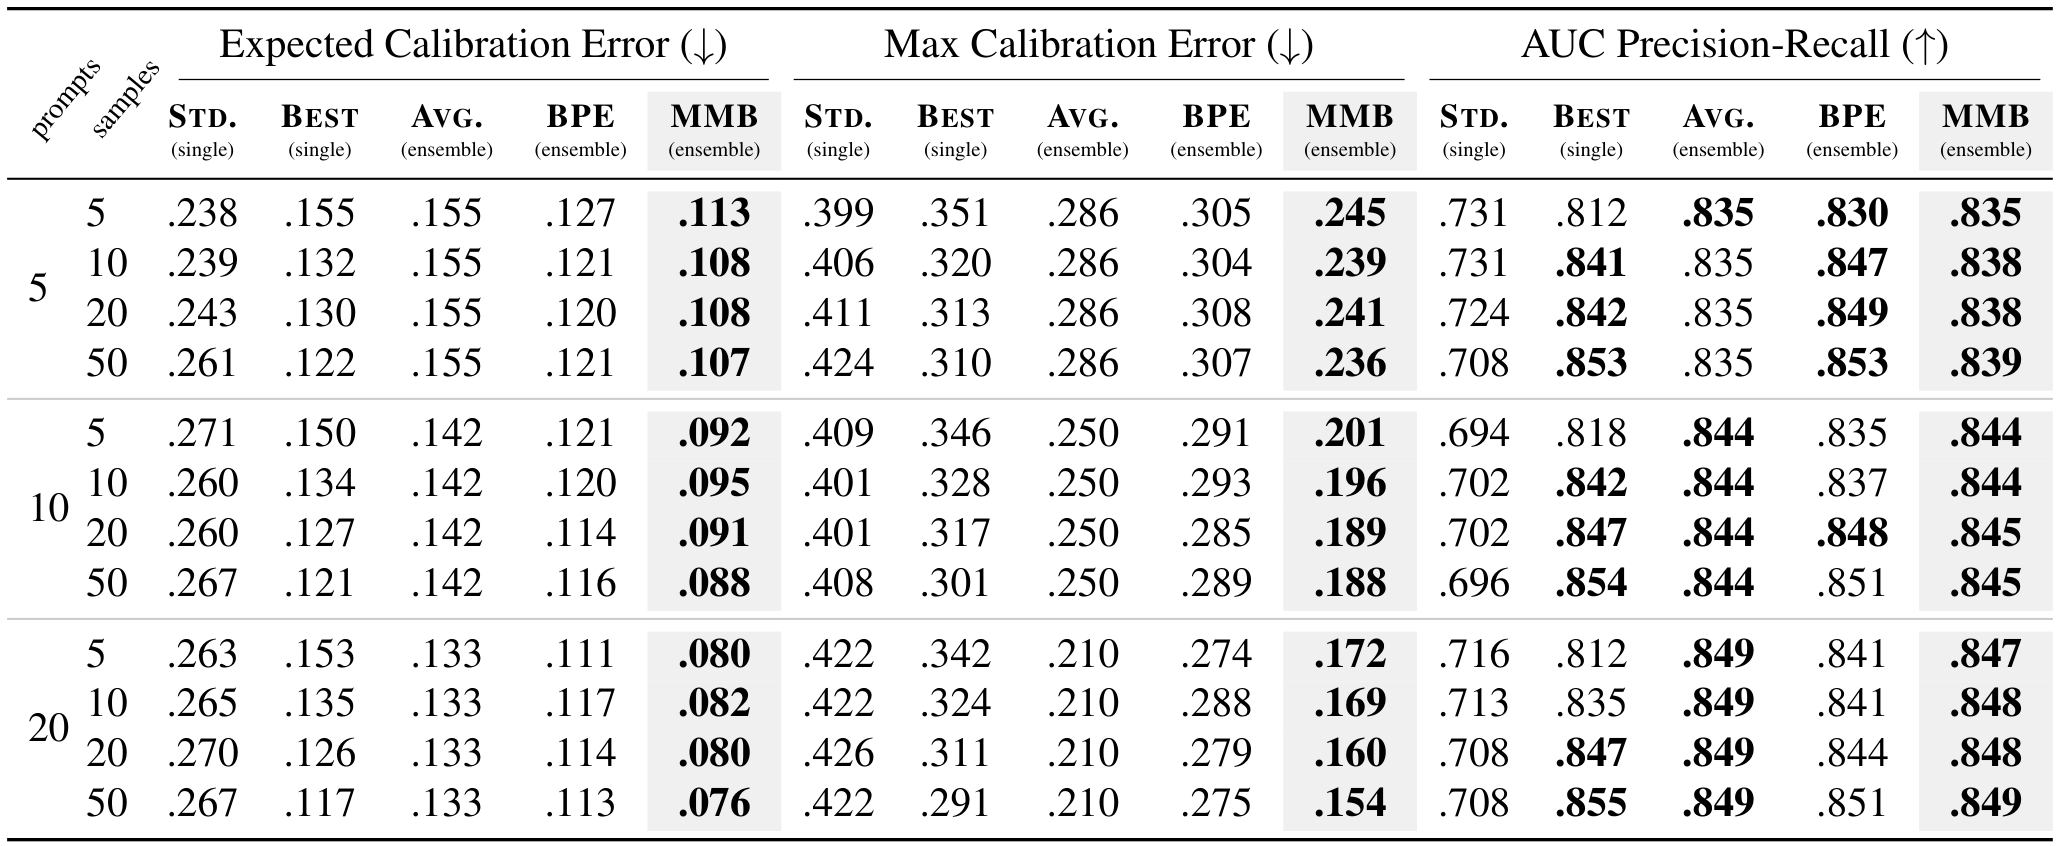 prompts samples Expected Calibration Error (↓) Max Calibration Error (↓) AUC Precision-Recall (↑)
STD. BEST AVG. BPE MMB STD. BEST AVG. BPE MMB STD. BEST AVG. BPE MMB
(single) (single) (ensemble) (ensemble) (ensemble) (single) (single) (ensemble) (ensemble) (ensemble) (single) (single) (ensemble) (ensemble) (ensemble)
5
5 .238 .155 .155 .127 .113 .399 .351 .286 .305 .245 .731 .812 .835 .830 .835
10 .239 .132 .155 .121 .108 .406 .320 .286 .304 .239 .731 .841 .835 .847 .838
20 .243 .130 .155 .120 .108 .411 .313 .286 .308 .241 .724 .842 .835 .849 .838
50 .261 .122 .155 .121 .107 .424 .310 .286 .307 .236 .708 .853 .835 .853 .839
10
5 .271 .150 .142 .121 .092 .409 .346 .250 .291 .201 .694 .818 .844 .835 .844
10 .260 .134 .142 .120 .095 .401 .328 .250 .293 .196 .702 .842 .844 .837 .844
20 .260 .127 .142 .114 .091 .401 .317 .250 .285 .189 .702 .847 .844 .848 .845
50 .267 .121 .142 .116 .088 .408 .301 .250 .289 .188 .696 .854 .844 .851 .845
20
5 .263 .153 .133 .111 .080 .422 .342 .210 .274 .172 .716 .812 .849 .841 .847
10 .265 .135 .133 .117 .082 .422 .324 .210 .288 .169 .713 .835 .849 .841 .848
20 .270 .126 .133 .114 .080 .426 .311 .210 .279 .160 .708 .847 .849 .844 .848
50 .267 .117 .133 .113 .076 .422 .291 .210 .275 .154 .708 .855 .849 .851 .849